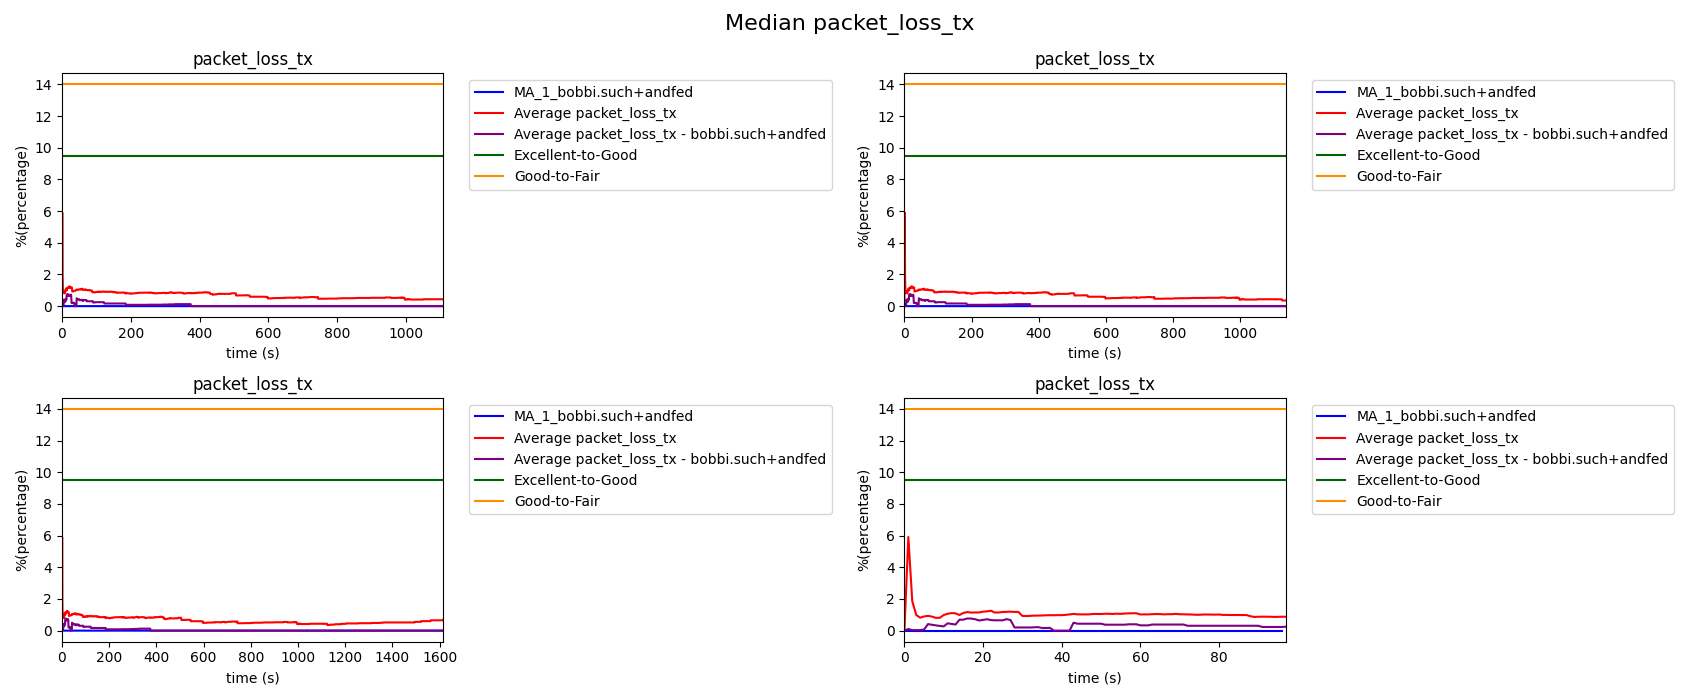 Median packet_loss_tx
packet_loss_tx
14
12
10
8
6
4
2
0
%(percentage)
0 200 400 600 800 1000
time (s)
MA_1_bobbi.such+andfed
Average packet_loss_tx
Average packet_loss_tx - bobbi.such+andfed
Excellent-to-Good
Good-to-Fair
packet_loss_tx
14
12
10
8
6
4
2
0
%(percentage)
0 200 400 600 800 1000
time (s)
MA_1_bobbi.such+andfed
Average packet_loss_tx
Average packet_loss_tx - bobbi.such+andfed
Excellent-to-Good
Good-to-Fair
packet_loss_tx
14
12
10
8
6
4
2
0
%(percentage)
0 200 400 600 800 1000 1200 1400 1600
time (s)
MA_1_bobbi.such+andfed
Average packet_loss_tx
Average packet_loss_tx - bobbi.such+andfed
Excellent-to-Good
Good-to-Fair
packet_loss_tx
14
12
10
8
6
4
2
0
%(percentage)
0 20 40 60 80
time (s)
MA_1_bobbi.such+andfed
Average packet_loss_tx
Average packet_loss_tx - bobbi.such+andfed
Excellent-to-Good
Good-to-Fair